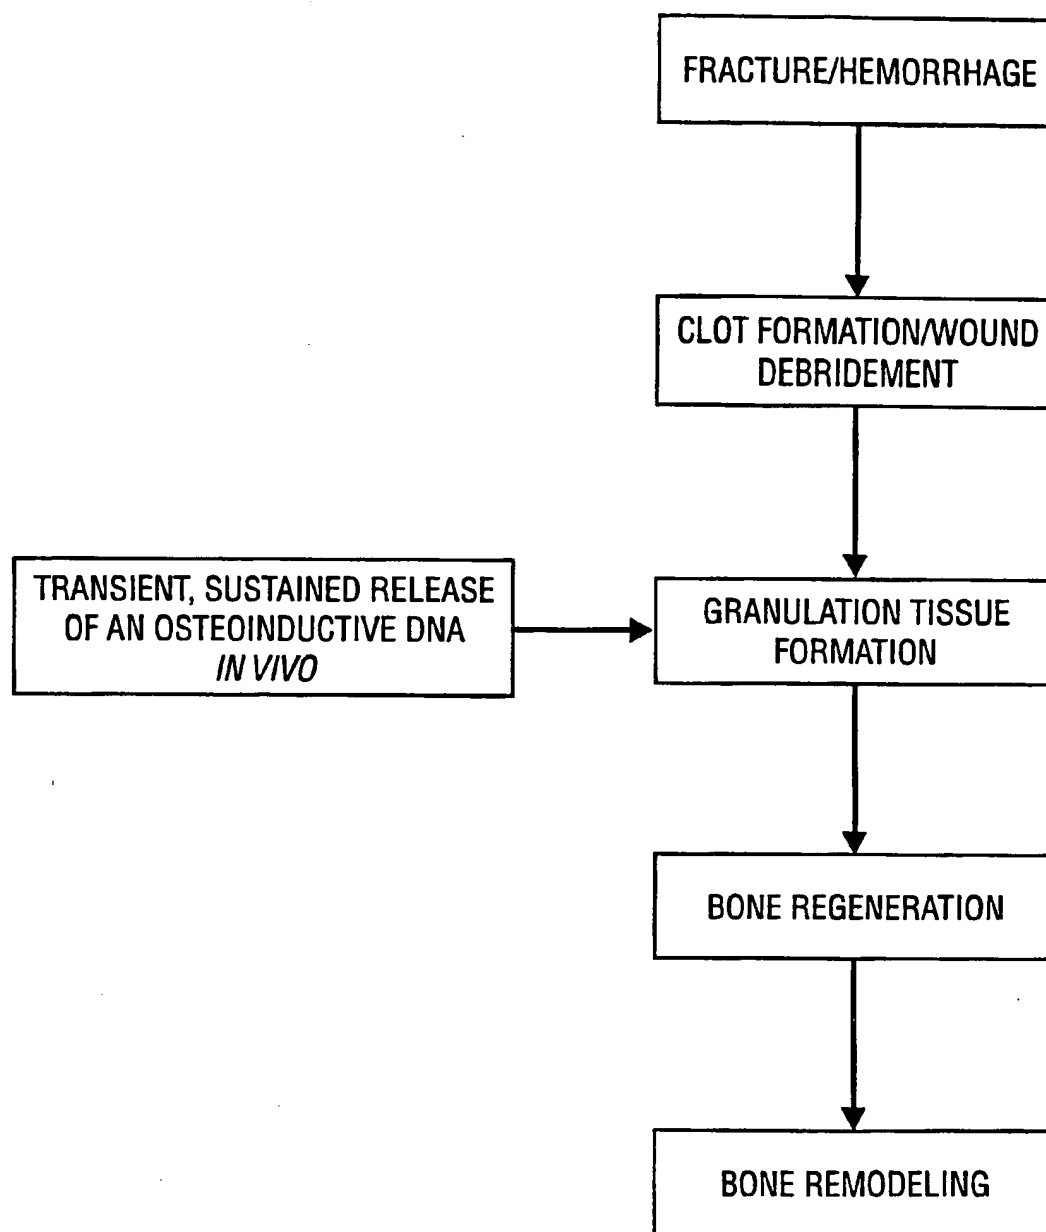 FRACTURE/HEMORRHAGE
CLOT FORMATION/WOUND
DEBRIDEMENT
TRANSIENT, SUSTAINED RELEASE
OF AN OSTEOINDUCTIVE DNA
IN VIVO
GRANULATION TISSUE
FORMATION
BONE REGENERATION
BONE REMODELING